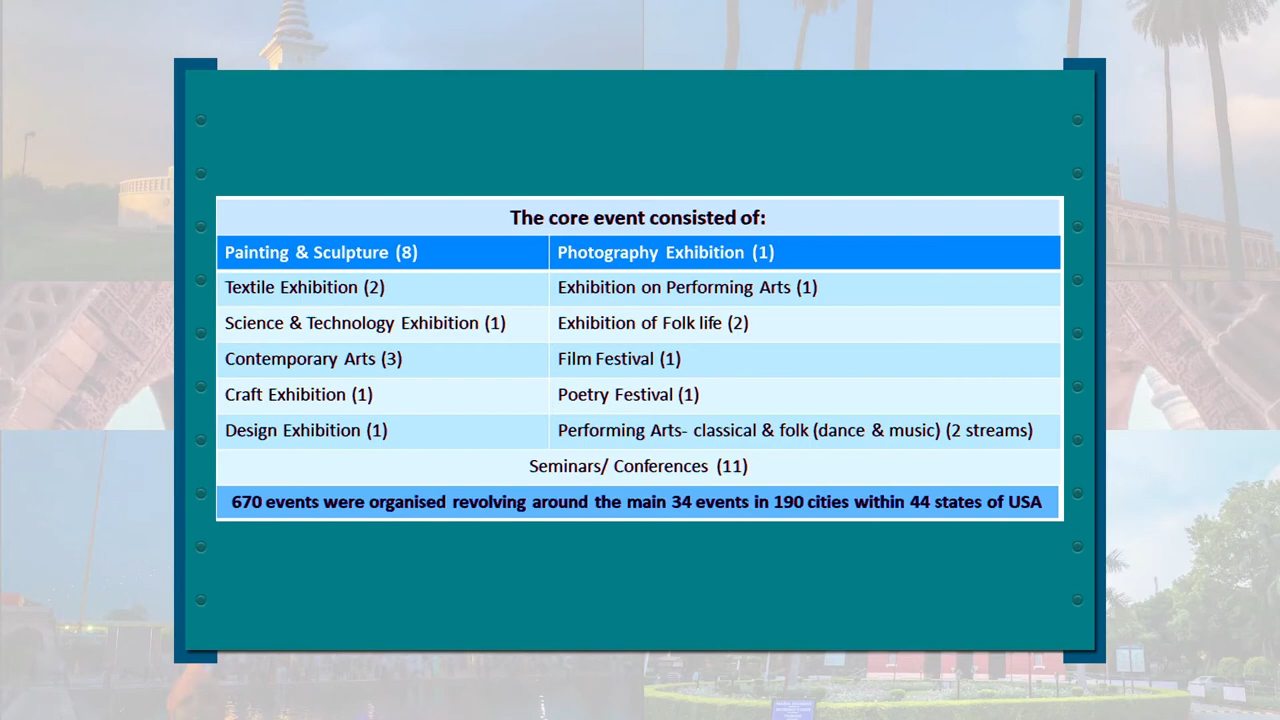 The core event consisted of:
Painting & Sculpture (8)
Photography Exhibition (1)
Textile Exhibition (2)
Exhibition on Performing Arts (1)
Science & Technology Exhibition (1)
Exhibition of Folk life (2)
Contemporary Arts (3)
Film Festival (1)
Craft Exhibition (1)
Poetry Festival (1)
Design Exhibition (1)
Performing Arts- classical & folk (dance & music) (2 streams)
Seminars/ Conferences (11)
670 events were organised revolving around the main 34 events in 190 cities within 44 states of USA